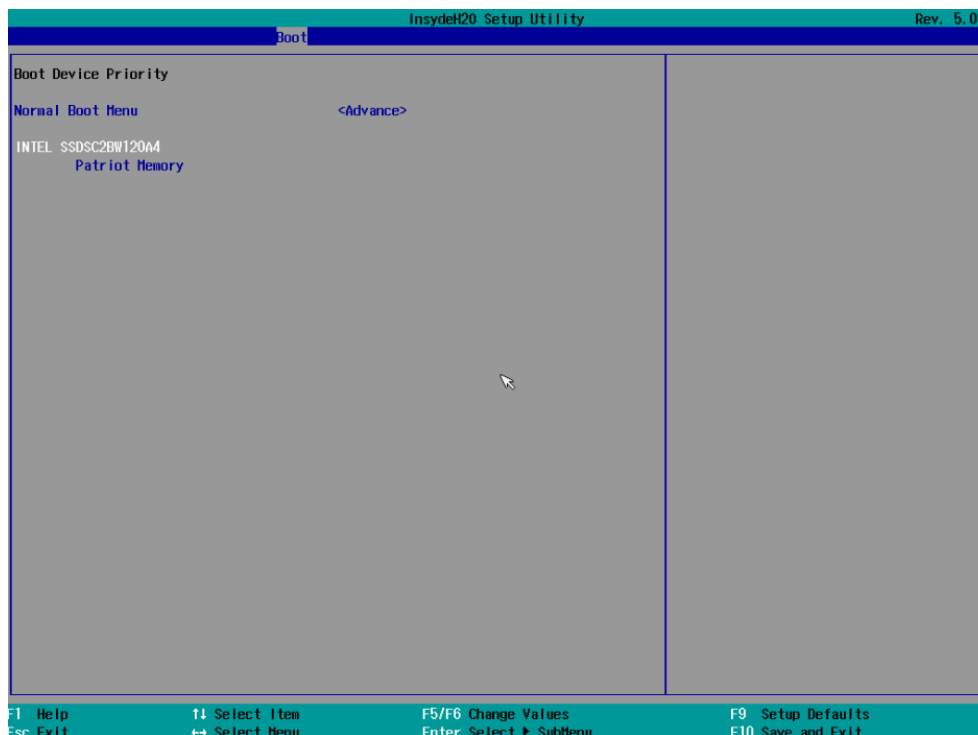 InsydeH20 Setup Utility Rev. 5.0
Boot
Boot Device Priority
Normal Boot Menu <Advance>
INTEL SSDSC2BW120A4
Patriot Memory
F1 Help ↑↓ Select Item F5/F6 Change Values F9 Setup Defaults
Esc Exit ↔ Select Menu Enter Select ▶ SubMenu F10 Save and Exit